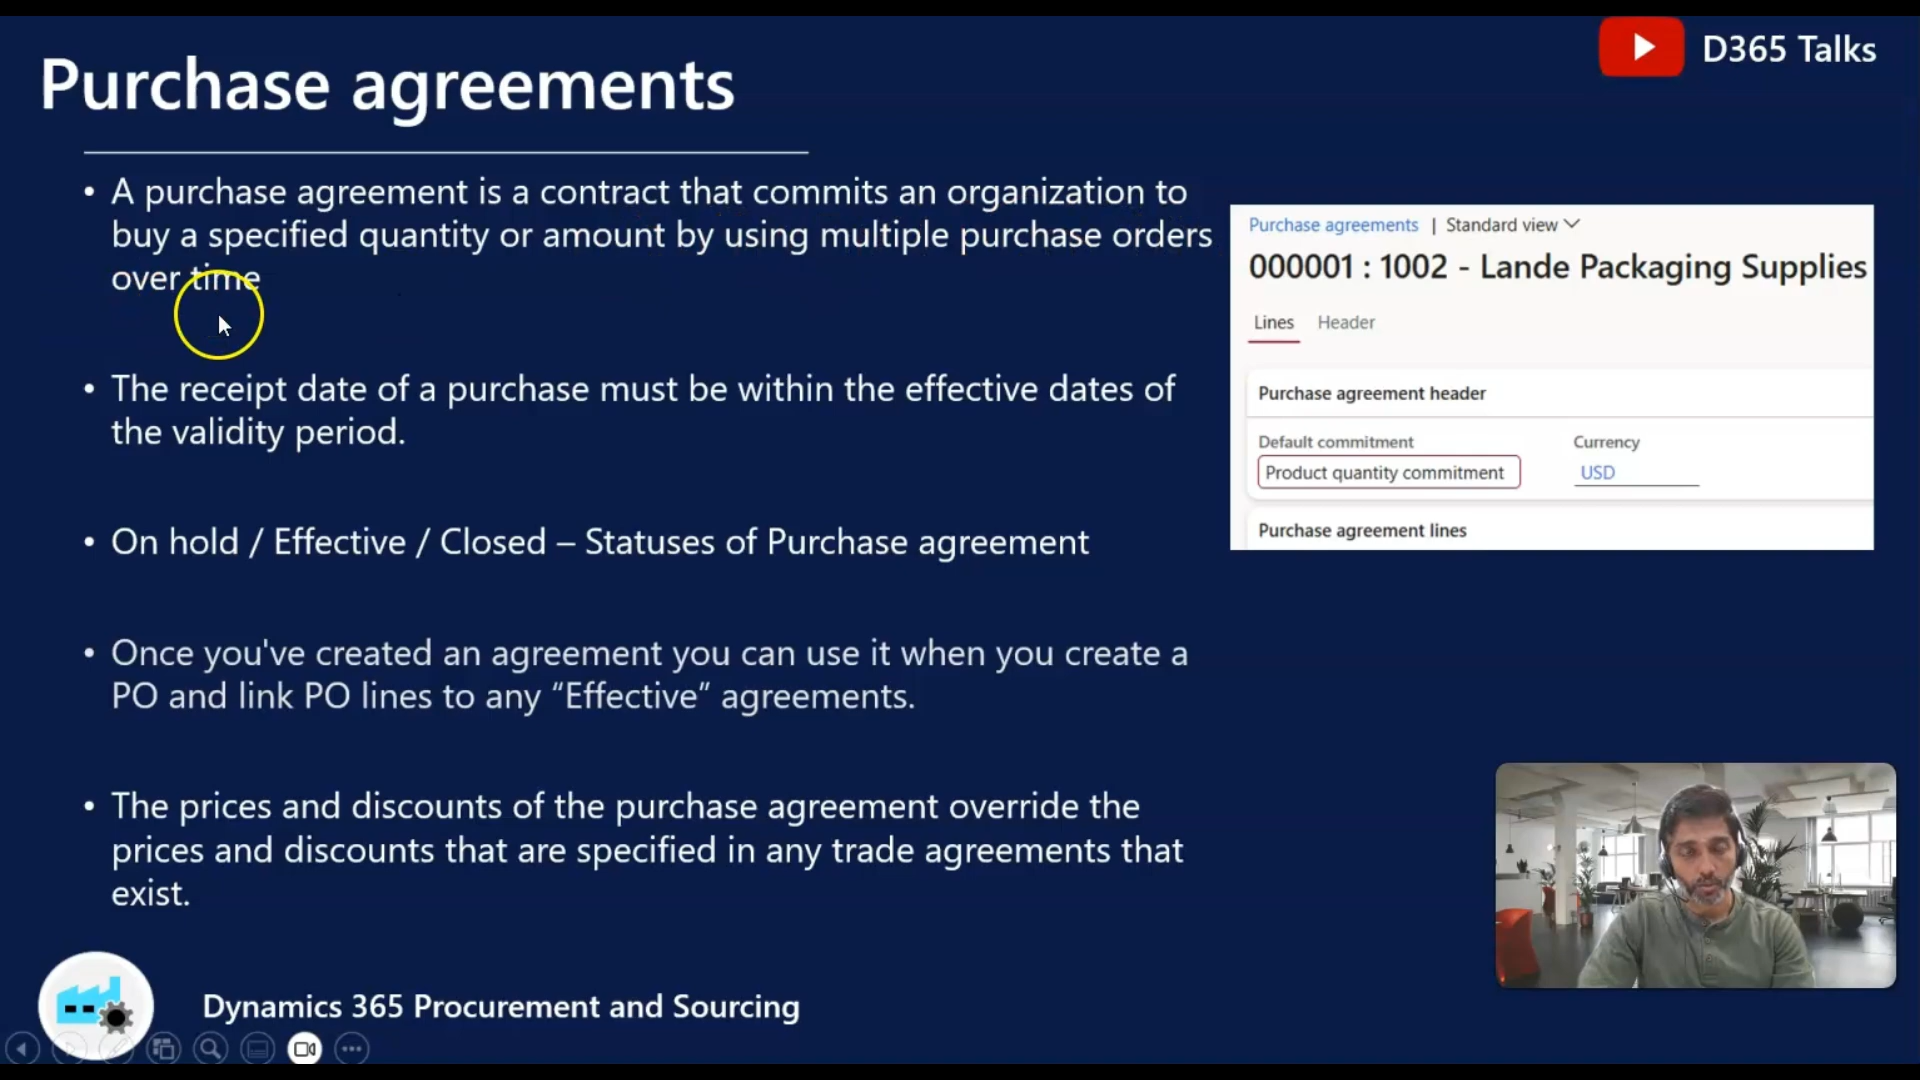 Purchase agreements
D365 Talks
• A purchase agreement is a contract that commits an organization to
buy a specified quantity or amount by using multiple purchase orders
over time
• The receipt date of a purchase must be within the effective dates of
the validity period.
• On hold / Effective / Closed – Statuses of Purchase agreement
• Once you've created an agreement you can use it when you create a
PO and link PO lines to any “Effective” agreements.
• The prices and discounts of the purchase agreement override the
prices and discounts that are specified in any trade agreements that
exist.
Purchase agreements | Standard view
000001 : 1002 - Lande Packaging Supplies
Lines Header
Purchase agreement header
Default commitment Currency
Product quantity commitment USD
Purchase agreement lines
Dynamics 365 Procurement and Sourcing